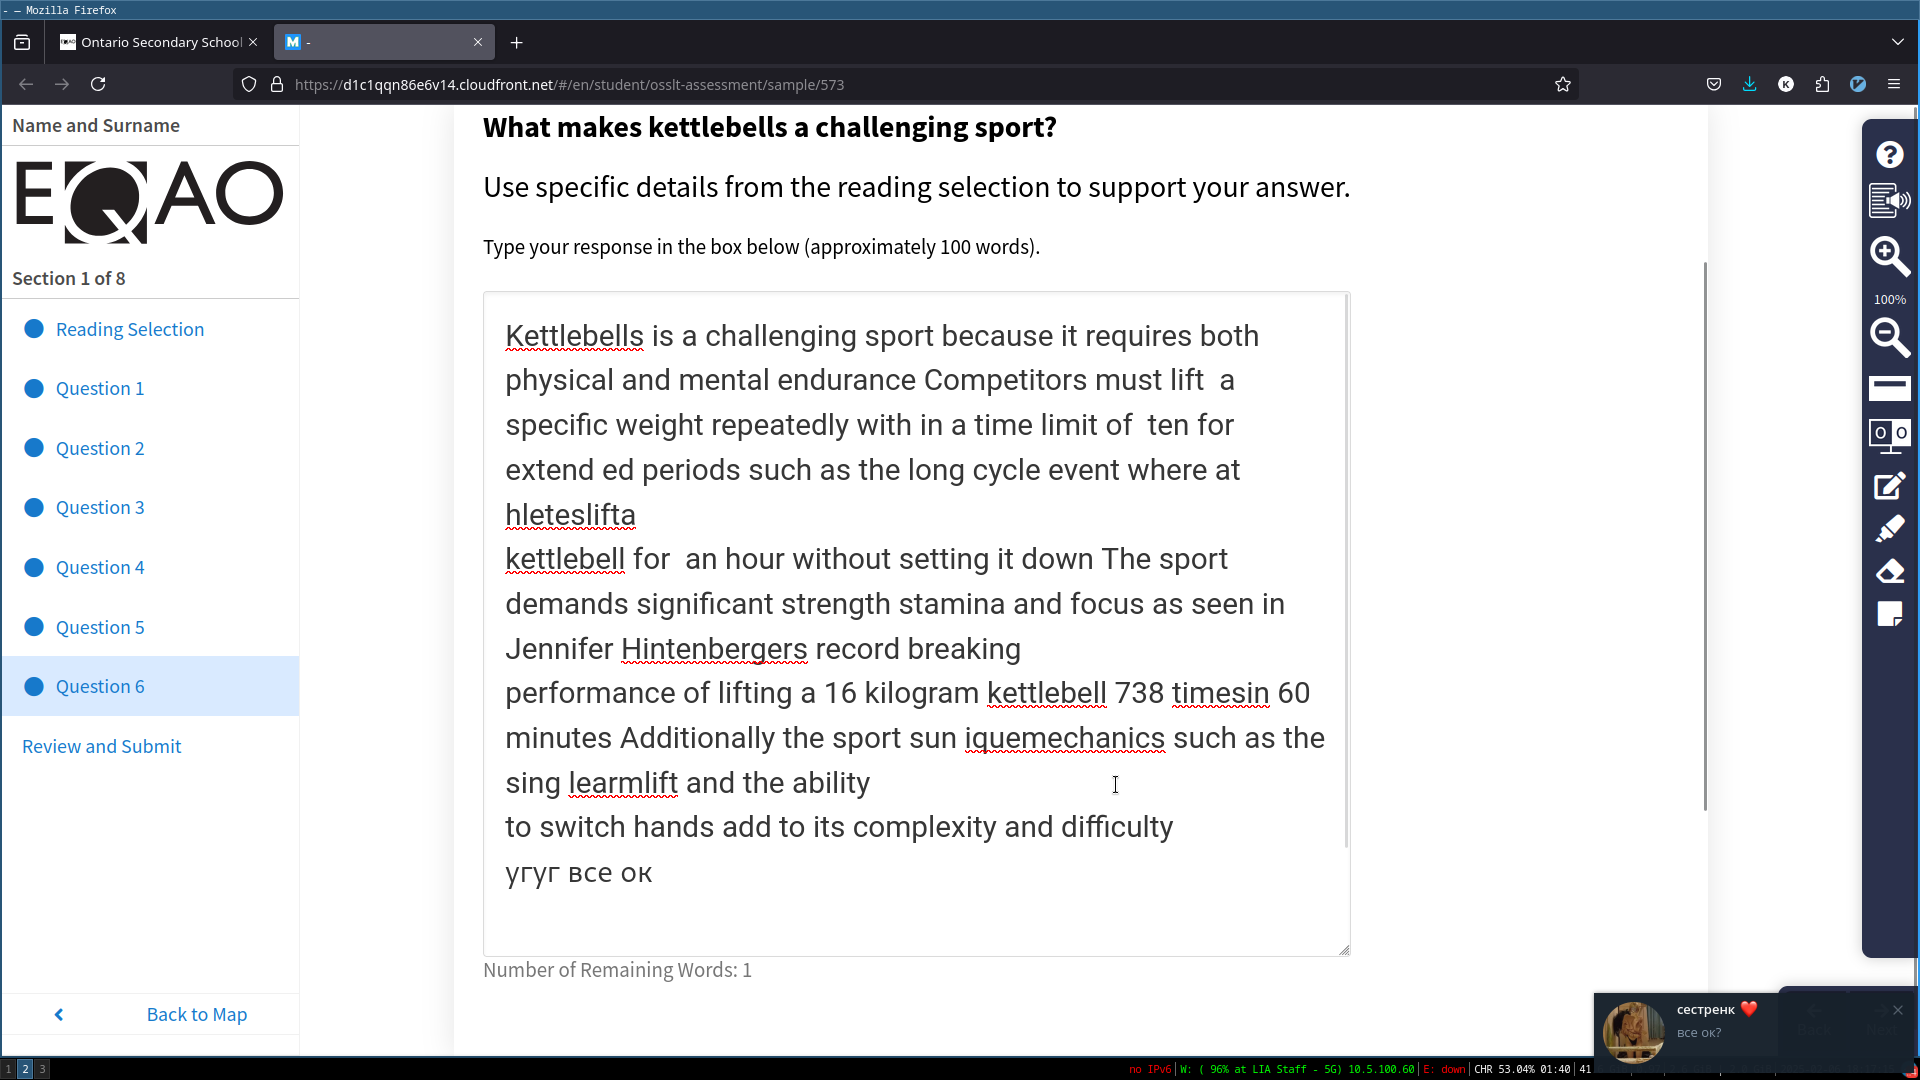 - — Mozilla Firefox
Ontario Secondary School
M -
https://d1c1qqn86e6v14.cloudfront.net/#/en/student/osslt-assessment/sample/573
K
Name and Surname
EQAO
Section 1 of 8
Reading Selection
Question 1
Question 2
Question 3
Question 4
Question 5
Question 6
Review and Submit
Back to Map
What makes kettlebells a challenging sport?
Use specific details from the reading selection to support your answer.
Type your response in the box below (approximately 100 words).
Kettlebells is a challenging sport because it requires both
physical and mental endurance Competitors must lift  a
specific weight repeatedly with in a time limit of  ten for
extend ed periods such as the long cycle event where at
hleteslifta
kettlebell for  an hour without setting it down The sport
demands significant strength stamina and focus as seen in
Jennifer Hintenbergers record breaking
performance of lifting a 16 kilogram kettlebell 738 timesin 60
minutes Additionally the sport sun iquemechanics such as the
sing learmlift and the ability
to switch hands add to its complexity and difficulty
угуг все ок
Number of Remaining Words: 1
100%
сестренк ❤️
все ок?
1 2 3
no IPv6 | W: ( 96% at LIA Staff - 5G) 10.5.100.60 | E: down | CHR 53.04% 01:40 | 41